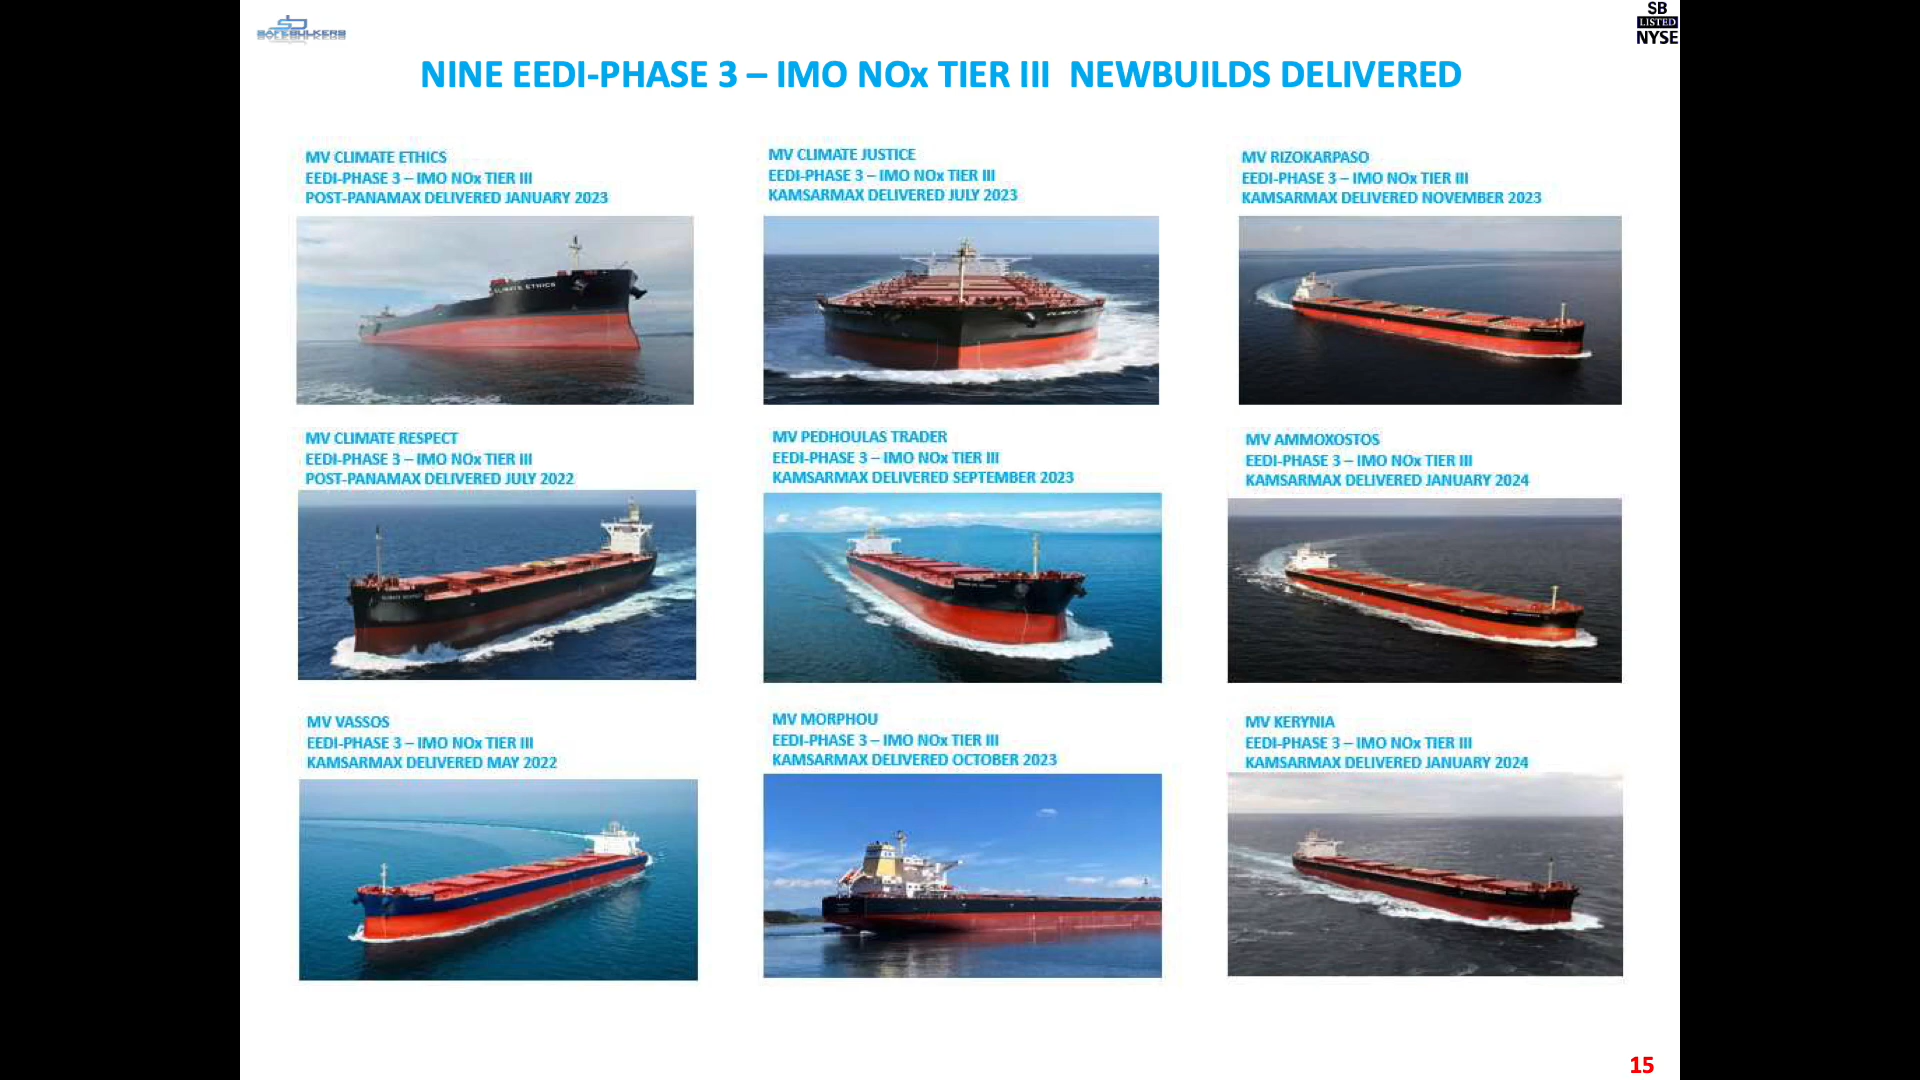 SAFEBULKERS
SB
LISTED
NYSE
NINE EEDI-PHASE 3 – IMO NOx TIER III NEWBUILDS DELIVERED
MV CLIMATE ETHICS
EEDI-PHASE 3 – IMO NOx TIER III
POST-PANAMAX DELIVERED JANUARY 2023
CLIMATE ETHICS
MV CLIMATE JUSTICE
EEDI-PHASE 3 – IMO NOx TIER III
KAMSARMAX DELIVERED JULY 2023
MV RIZOKARPASO
EEDI-PHASE 3 – IMO NOx TIER III
KAMSARMAX DELIVERED NOVEMBER 2023
MV CLIMATE RESPECT
EEDI-PHASE 3 – IMO NOx TIER III
POST-PANAMAX DELIVERED JULY 2022
MV PEDHOULAS TRADER
EEDI-PHASE 3 – IMO NOx TIER III
KAMSARMAX DELIVERED SEPTEMBER 2023
MV AMMOXOSTOS
EEDI-PHASE 3 – IMO NOx TIER III
KAMSARMAX DELIVERED JANUARY 2024
MV VASSOS
EEDI-PHASE 3 – IMO NOx TIER III
KAMSARMAX DELIVERED MAY 2022
MV MORPHOU
EEDI-PHASE 3 – IMO NOx TIER III
KAMSARMAX DELIVERED OCTOBER 2023
MV KERYNIA
EEDI-PHASE 3 – IMO NOx TIER III
KAMSARMAX DELIVERED JANUARY 2024
15